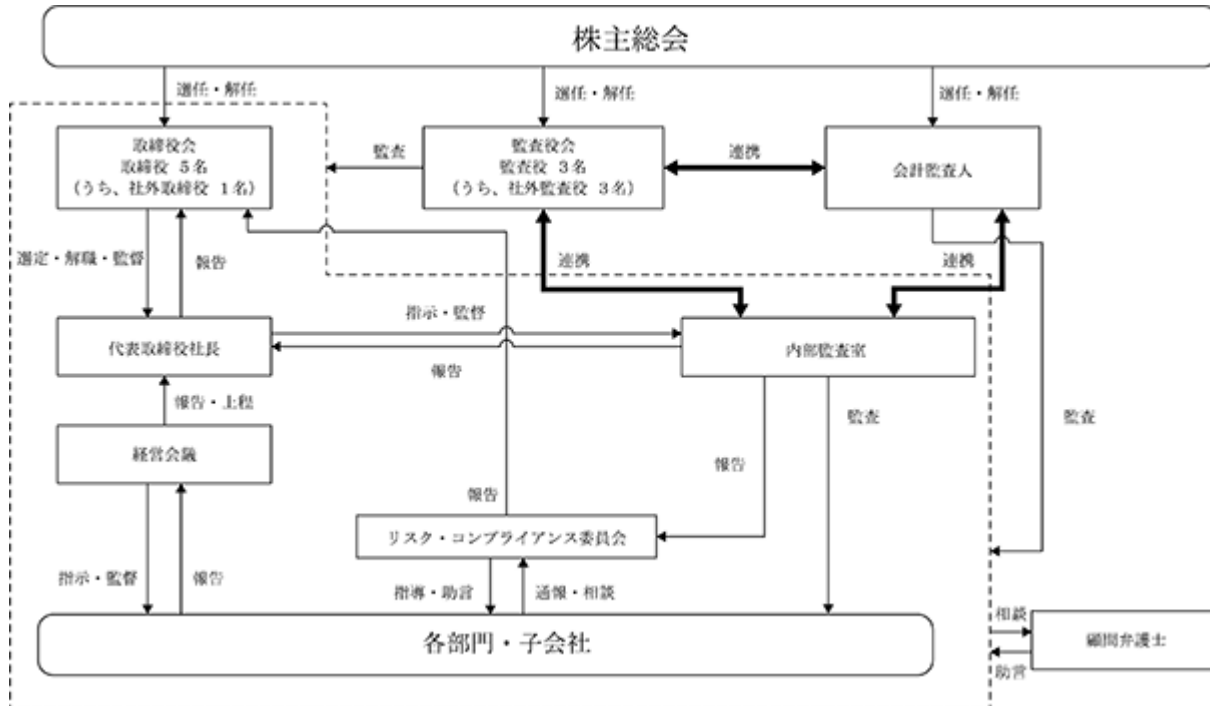 株主総会
選任・解任
選任・解任
選任・解任
取締役会
取締役 5名
(うち、社外取締役 1名)
監査
監査役会
監査役 3名
(うち、社外監査役 3名)
連携
会計監査人
選定・解職・監督
報告
連携
連携
指示・監督
代表取締役社長
報告
内部監査室
報告・上程
監査
監査
経営会議
報告
報告
リスク・コンプライアンス委員会
指示・監督
報告
指導・助言
通報・相談
各部門・子会社
相談
顧問弁護士
助言